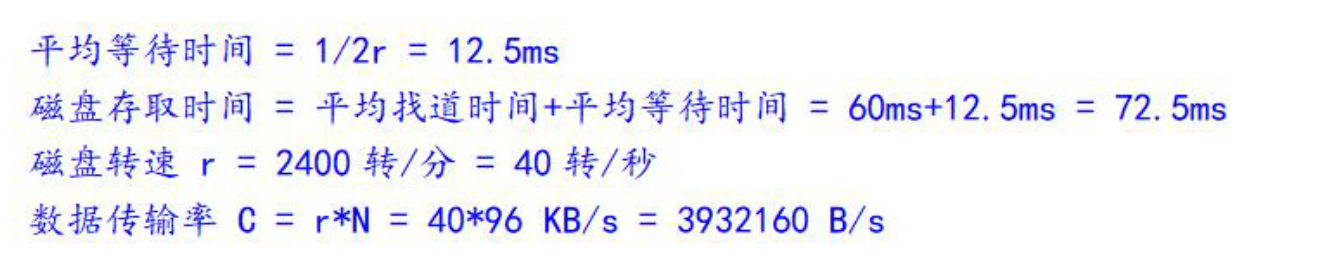 平均等待时间 = 1/2r = 12.5ms
磁盘存取时间 = 平均找道时间+平均等待时间 = 60ms+12.5ms = 72.5ms
磁盘转速 r = 2400 转/分 = 40 转/秒
数据传输率 C = r*N = 40*96 KB/s = 3932160 B/s